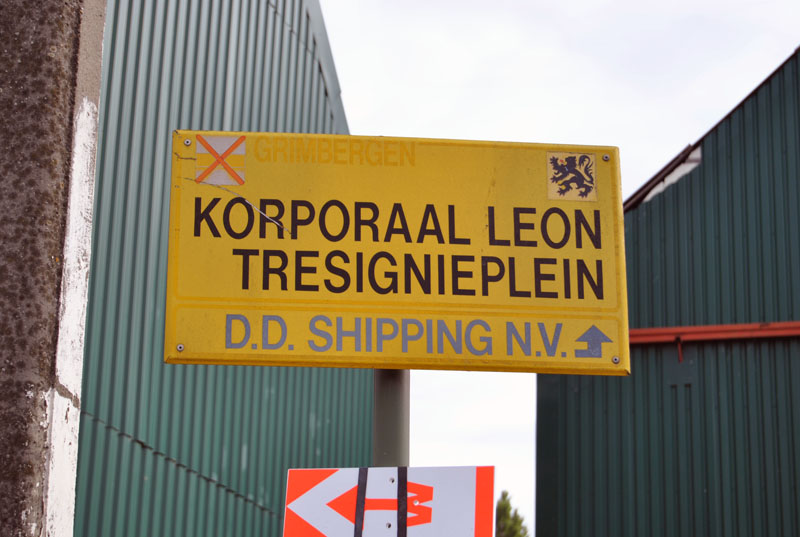 GRIMBERGEN
KORPORAAL LEON
TRESIGNIEPLEIN
D.D. SHIPPING N.V.